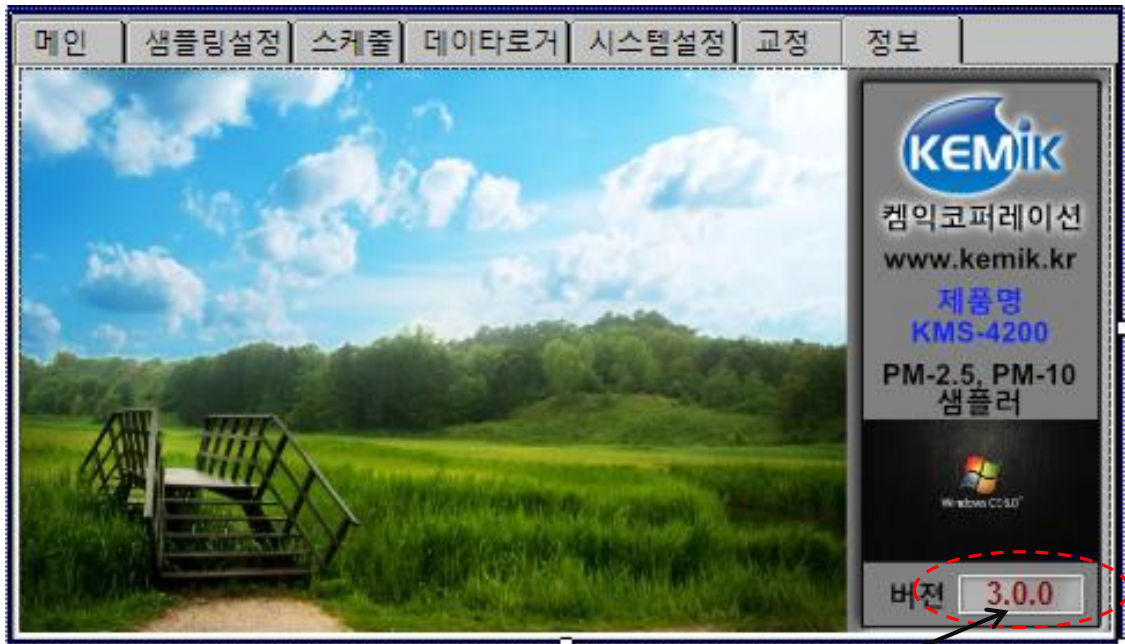 메인 샘플링설정 스케줄 데이타로거 시스템설정 교정 정보
KEMIK
켐익코퍼레이션
www.kemik.kr
제품명
KMS-4200
PM-2.5, PM-10
샘플러
버젼 3.0.0